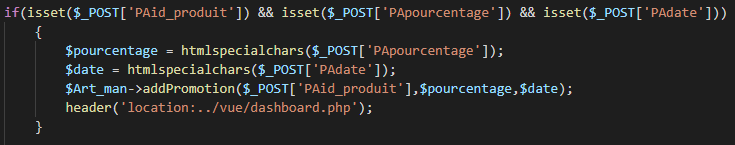 if(isset($_POST['PAid_produit']) && isset($_POST['PApourcentage']) && isset($_POST['PAdate']))
{
$pourcentage = htmlspecialchars($_POST['PApourcentage']);
$date = htmlspecialchars($_POST['PAdate']);
$Art_man->addPromotion($_POST['PAid_produit'],$pourcentage,$date);
header('location:../vue/dashboard.php');
}